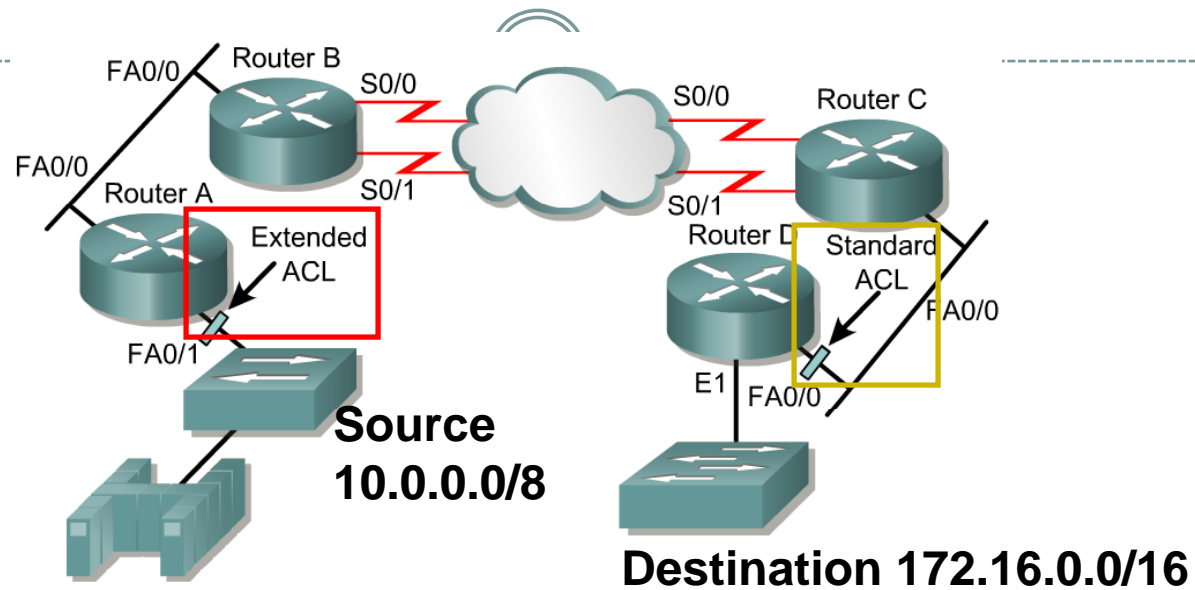 FA0/0
Router B
S0/0
S0/1
FA0/0
Router A
Extended
ACL
FA0/1
Source
10.0.0.0/8
S0/0
Router C
S0/1
Router D
Standard
ACL
FA0/0
E1
FA0/0
Destination 172.16.0.0/16